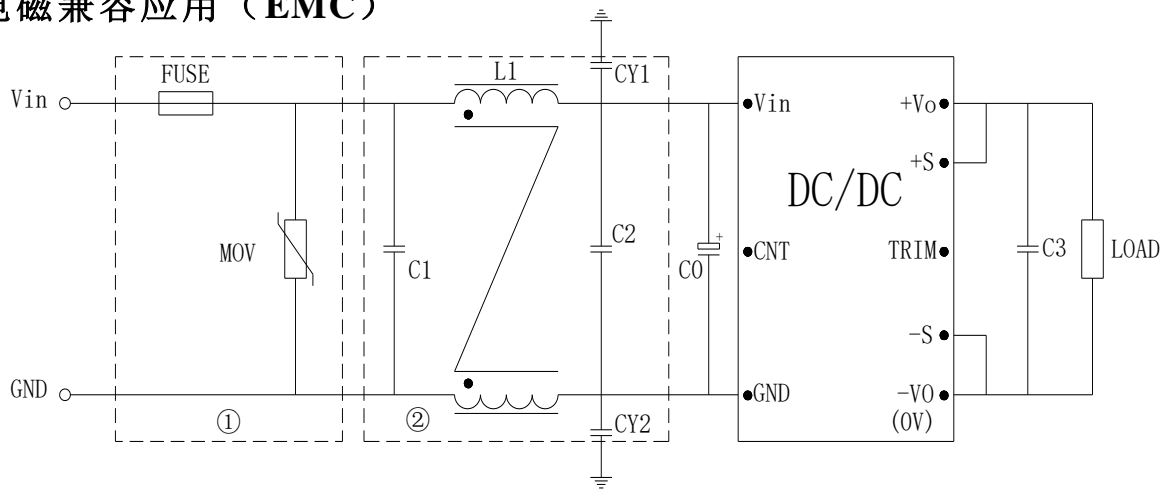 磁兼容应用（EMC）
FUSE
L1
CY1
Vin
Vin
+Vo
+S
DC/DC
MOV
C1
C2
+
C0
CNT
TRIM
C3
LOAD
-S
GND
GND
-VO
(0V)
①
②
CY2